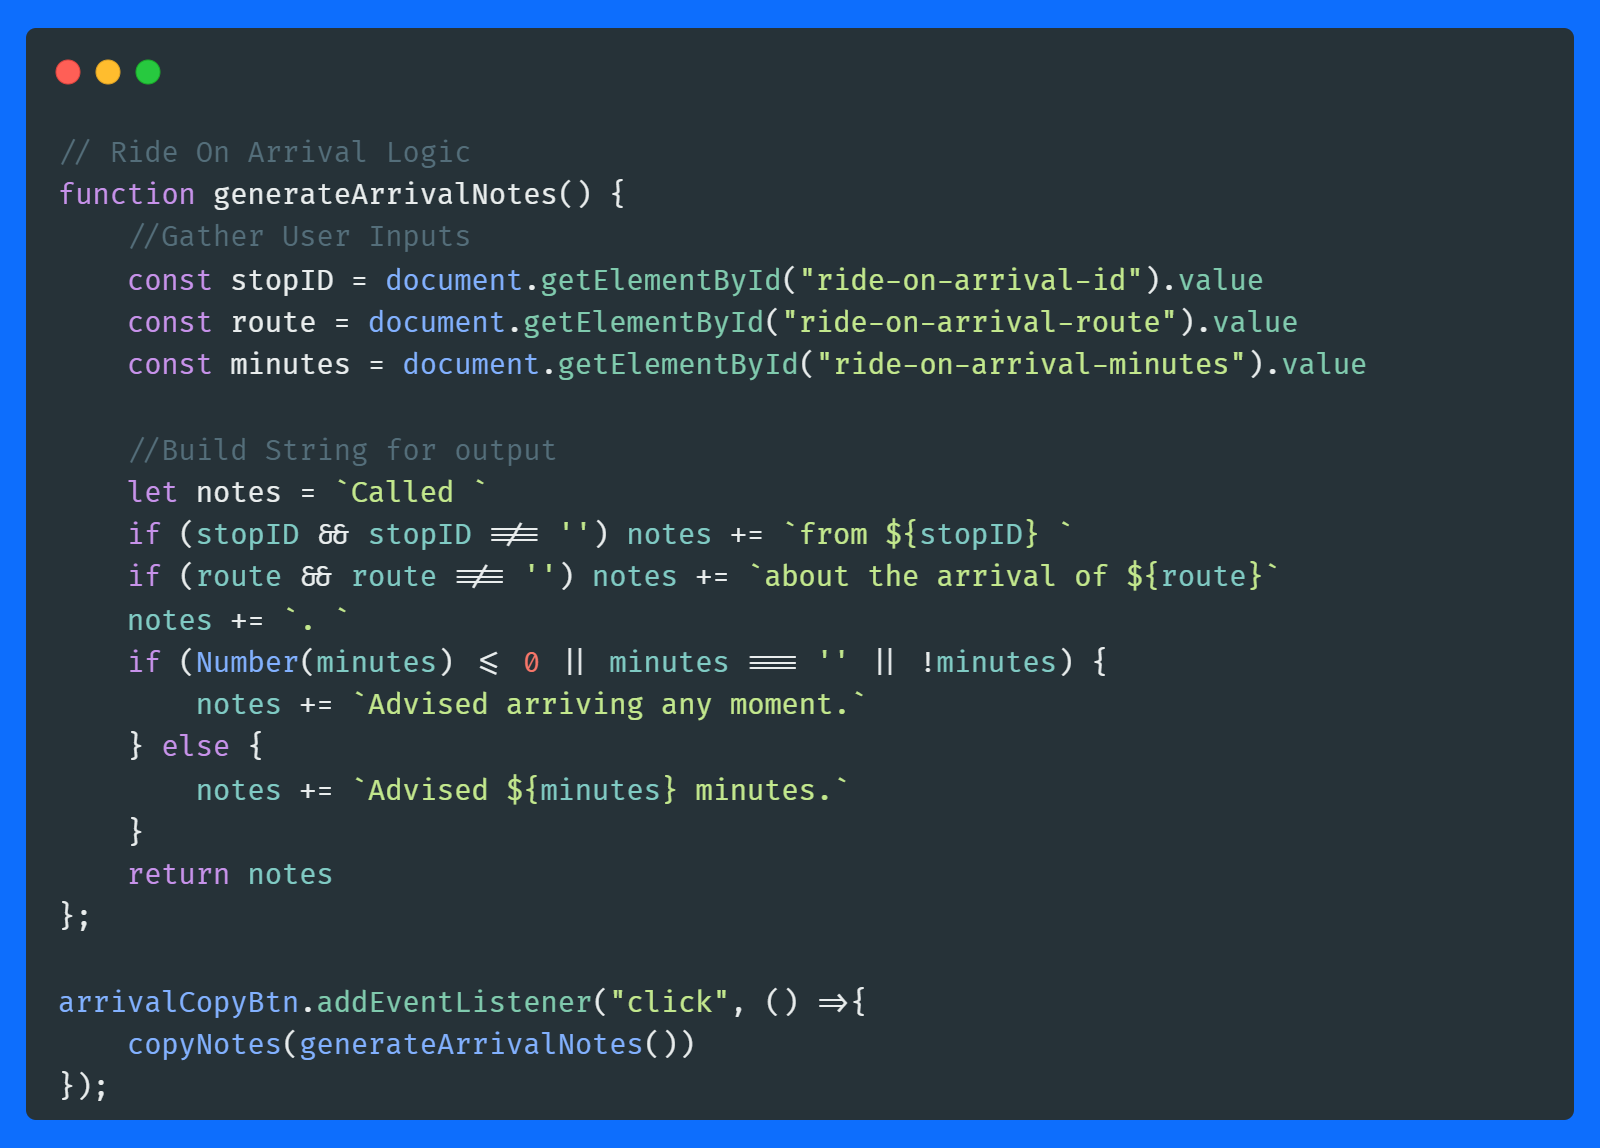 // Ride On Arrival Logic
function generateArrivalNotes() {
    //Gather User Inputs
    const stopID = document.getElementById("ride-on-arrival-id").value
    const route = document.getElementById("ride-on-arrival-route").value
    const minutes = document.getElementById("ride-on-arrival-minutes").value

    //Build String for output
    let notes = `Called `
    if (stopID && stopID !== '') notes += `from ${stopID} `
    if (route && route !== '') notes += `about the arrival of ${route}`
    notes += `. `
    if (Number(minutes) <= 0 || minutes === '' || !minutes) {
        notes += `Advised arriving any moment.`
    } else {
        notes += `Advised ${minutes} minutes.`
    }
    return notes
};

arrivalCopyBtn.addEventListener("click", () =>{
    copyNotes(generateArrivalNotes())
});